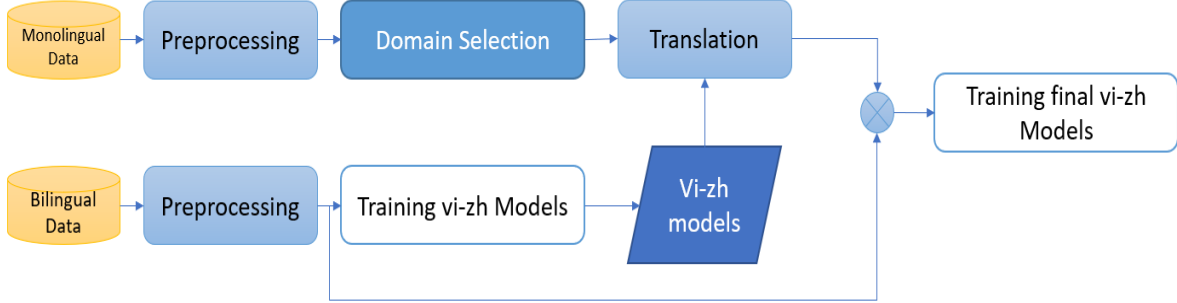 Monolingual
Data
Preprocessing
Domain Selection
Translation
Training final vi-zh
Models
Bilingual
Data
Preprocessing
Training vi-zh Models
Vi-zh
models